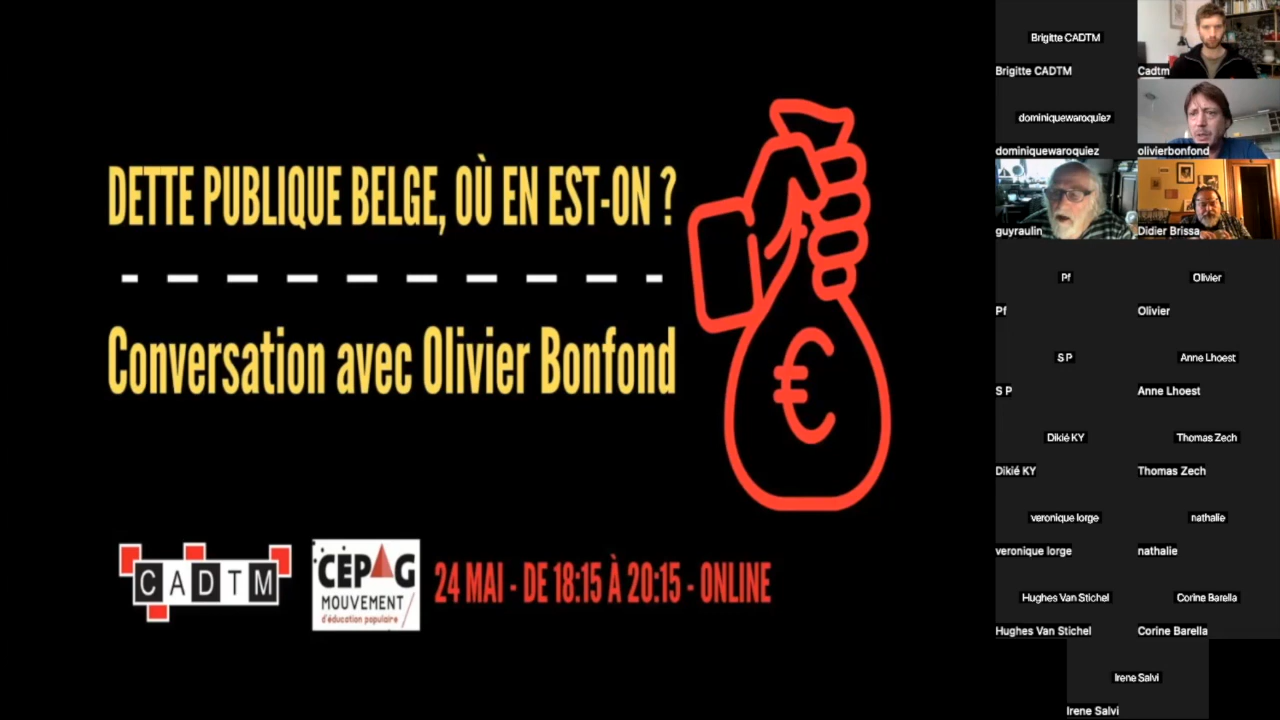 DETTE PUBLIQUE BELGE, OÙ EN EST-ON ?
Conversation avec Olivier Bonfond
€
CADTM
CÉPAG
MOUVEMENT
d'éducation populaire
24 MAI - DE 18:15 À 20:15 - ONLINE
Brigitte CADTM
Brigitte CADTM
Cadtm
dominiquewaroquiez
dominiquewaroquiez
olivierbonfond
guyraulin
Didier Brissa
Pf
Pf
Olivier
Olivier
S P
S P
Anne Lhoest
Anne Lhoest
Dikié KY
Dikié KY
Thomas Zech
Thomas Zech
veronique lorge
veronique lorge
nathalie
nathalie
Hughes Van Stichel
Hughes Van Stichel
Corine Barella
Corine Barella
Irene Salvi
Irene Salvi